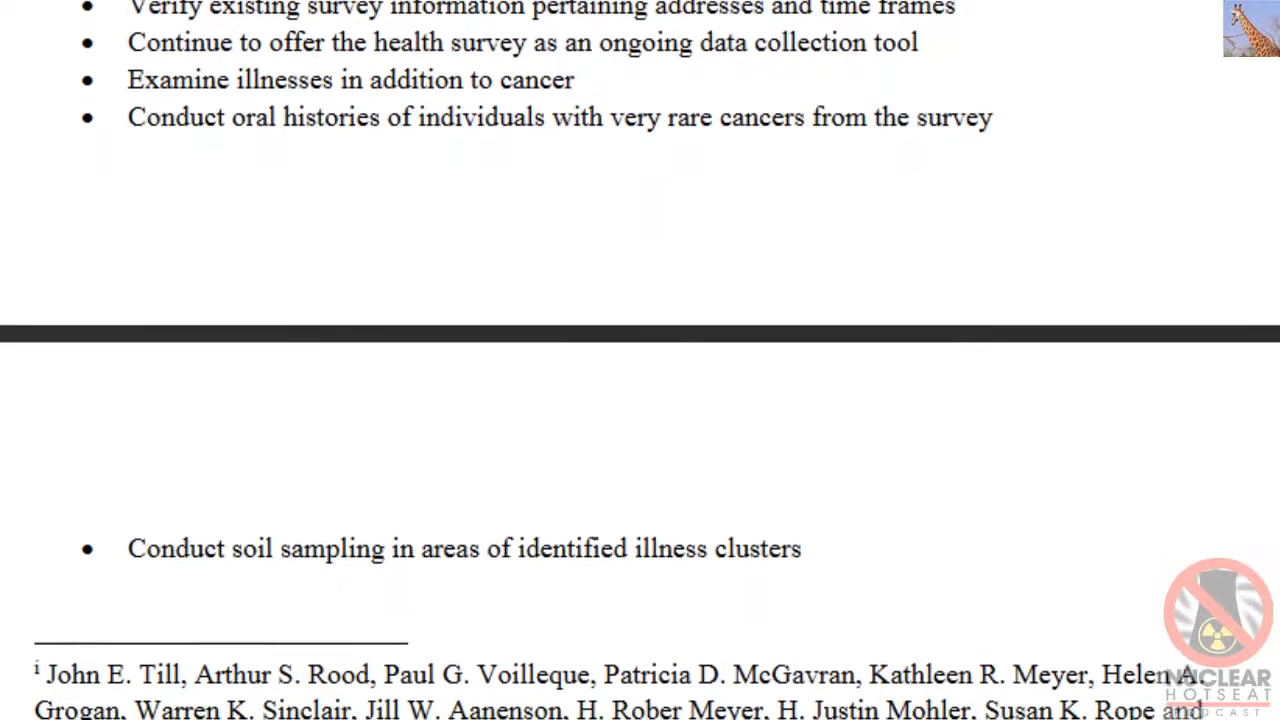 • Verify existing survey information pertaining addresses and time frames
• Continue to offer the health survey as an ongoing data collection tool
• Examine illnesses in addition to cancer
• Conduct oral histories of individuals with very rare cancers from the survey
• Conduct soil sampling in areas of identified illness clusters
i John E. Till, Arthur S. Rood, Paul G. Voilleque, Patricia D. McGavran, Kathleen R. Meyer, Helen A.
Grogan, Warren K. Sinclair, Jill W. Aanenson, H. Rober Meyer, H. Justin Mohler, Susan K. Rope and
NUCLEAR
HOTSEAT
PODCAST